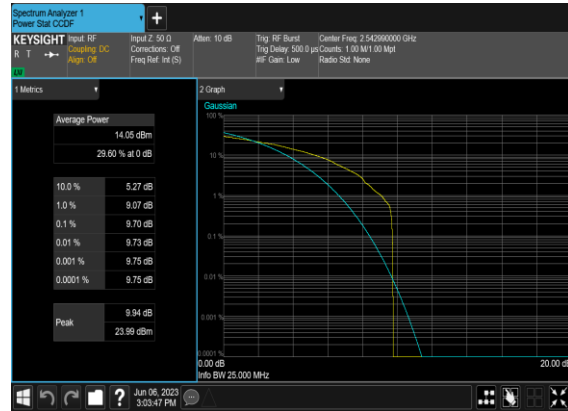 Spectrum Analyzer 1
Power Stat CCDF
KEYSIGHT
R T
LXI
Input: RF
Coupling: DC
Align: Off
Input Z: 50 Ω
Corrections: Off
Freq Ref: Int (S)
Atten: 10 dB
Trig: RF Burst
Trig Delay: 500.0 µs
#IF Gain: Low
Center Freq: 2.542990000 GHz
Counts: 1.00 M/1.00 Mpt
Radio Std: None
1 Metrics
Average Power
14.05 dBm
29.60 % at 0 dB
10.0 % 5.27 dB
1.0 % 9.07 dB
0.1 % 9.70 dB
0.01 % 9.73 dB
0.001 % 9.75 dB
0.0001 % 9.75 dB
Peak
9.94 dB
23.99 dBm
2 Graph
Gaussian
100 %
10 %
1 %
0.1 %
0.01 %
0.001 %
0.0001 %
0.00 dB
20.00 dB
Info BW 25.000 MHz
?
Jun 06, 2023
3:03:47 PM